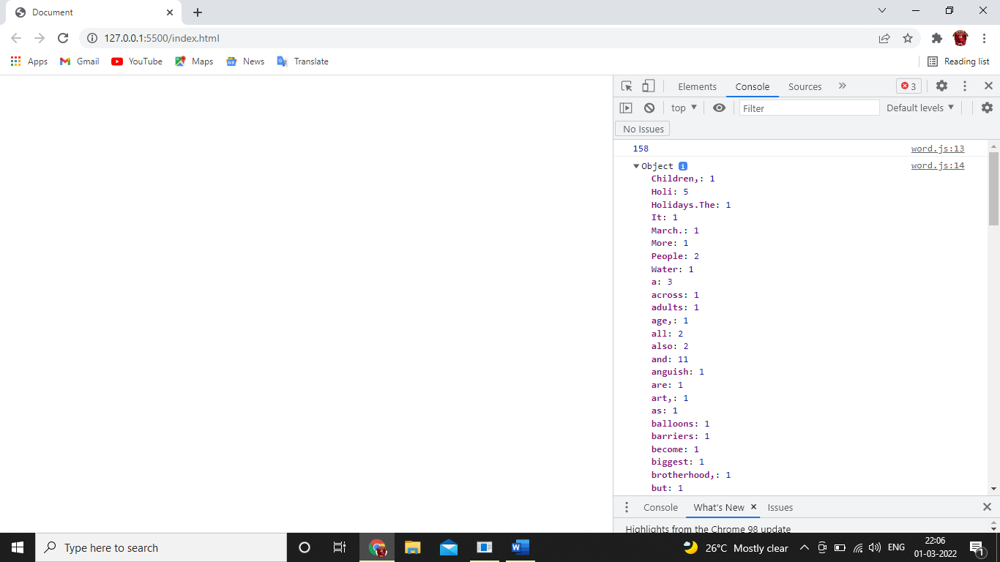 Document
127.0.0.1:5500/index.html
Apps Gmail YouTube Maps News Translate Reading list
Elements Console Sources 3
top Filter Default levels
No Issues
158 word.js:13
Object i word.js:14
Children,: 1
Holi: 5
Holidays.The: 1
It: 1
March.: 1
More: 1
People: 2
Water: 1
a: 3
across: 1
adults: 1
age,: 1
all: 2
also: 2
and: 11
anguish: 1
are: 1
art,: 1
as: 1
balloons: 1
barriers: 1
become: 1
biggest: 1
brotherhood,: 1
but: 1
Console What's New Issues
Highlights from the Chrome 98 update
Type here to search 26°C Mostly clear ENG 22:06
01-03-2022 1